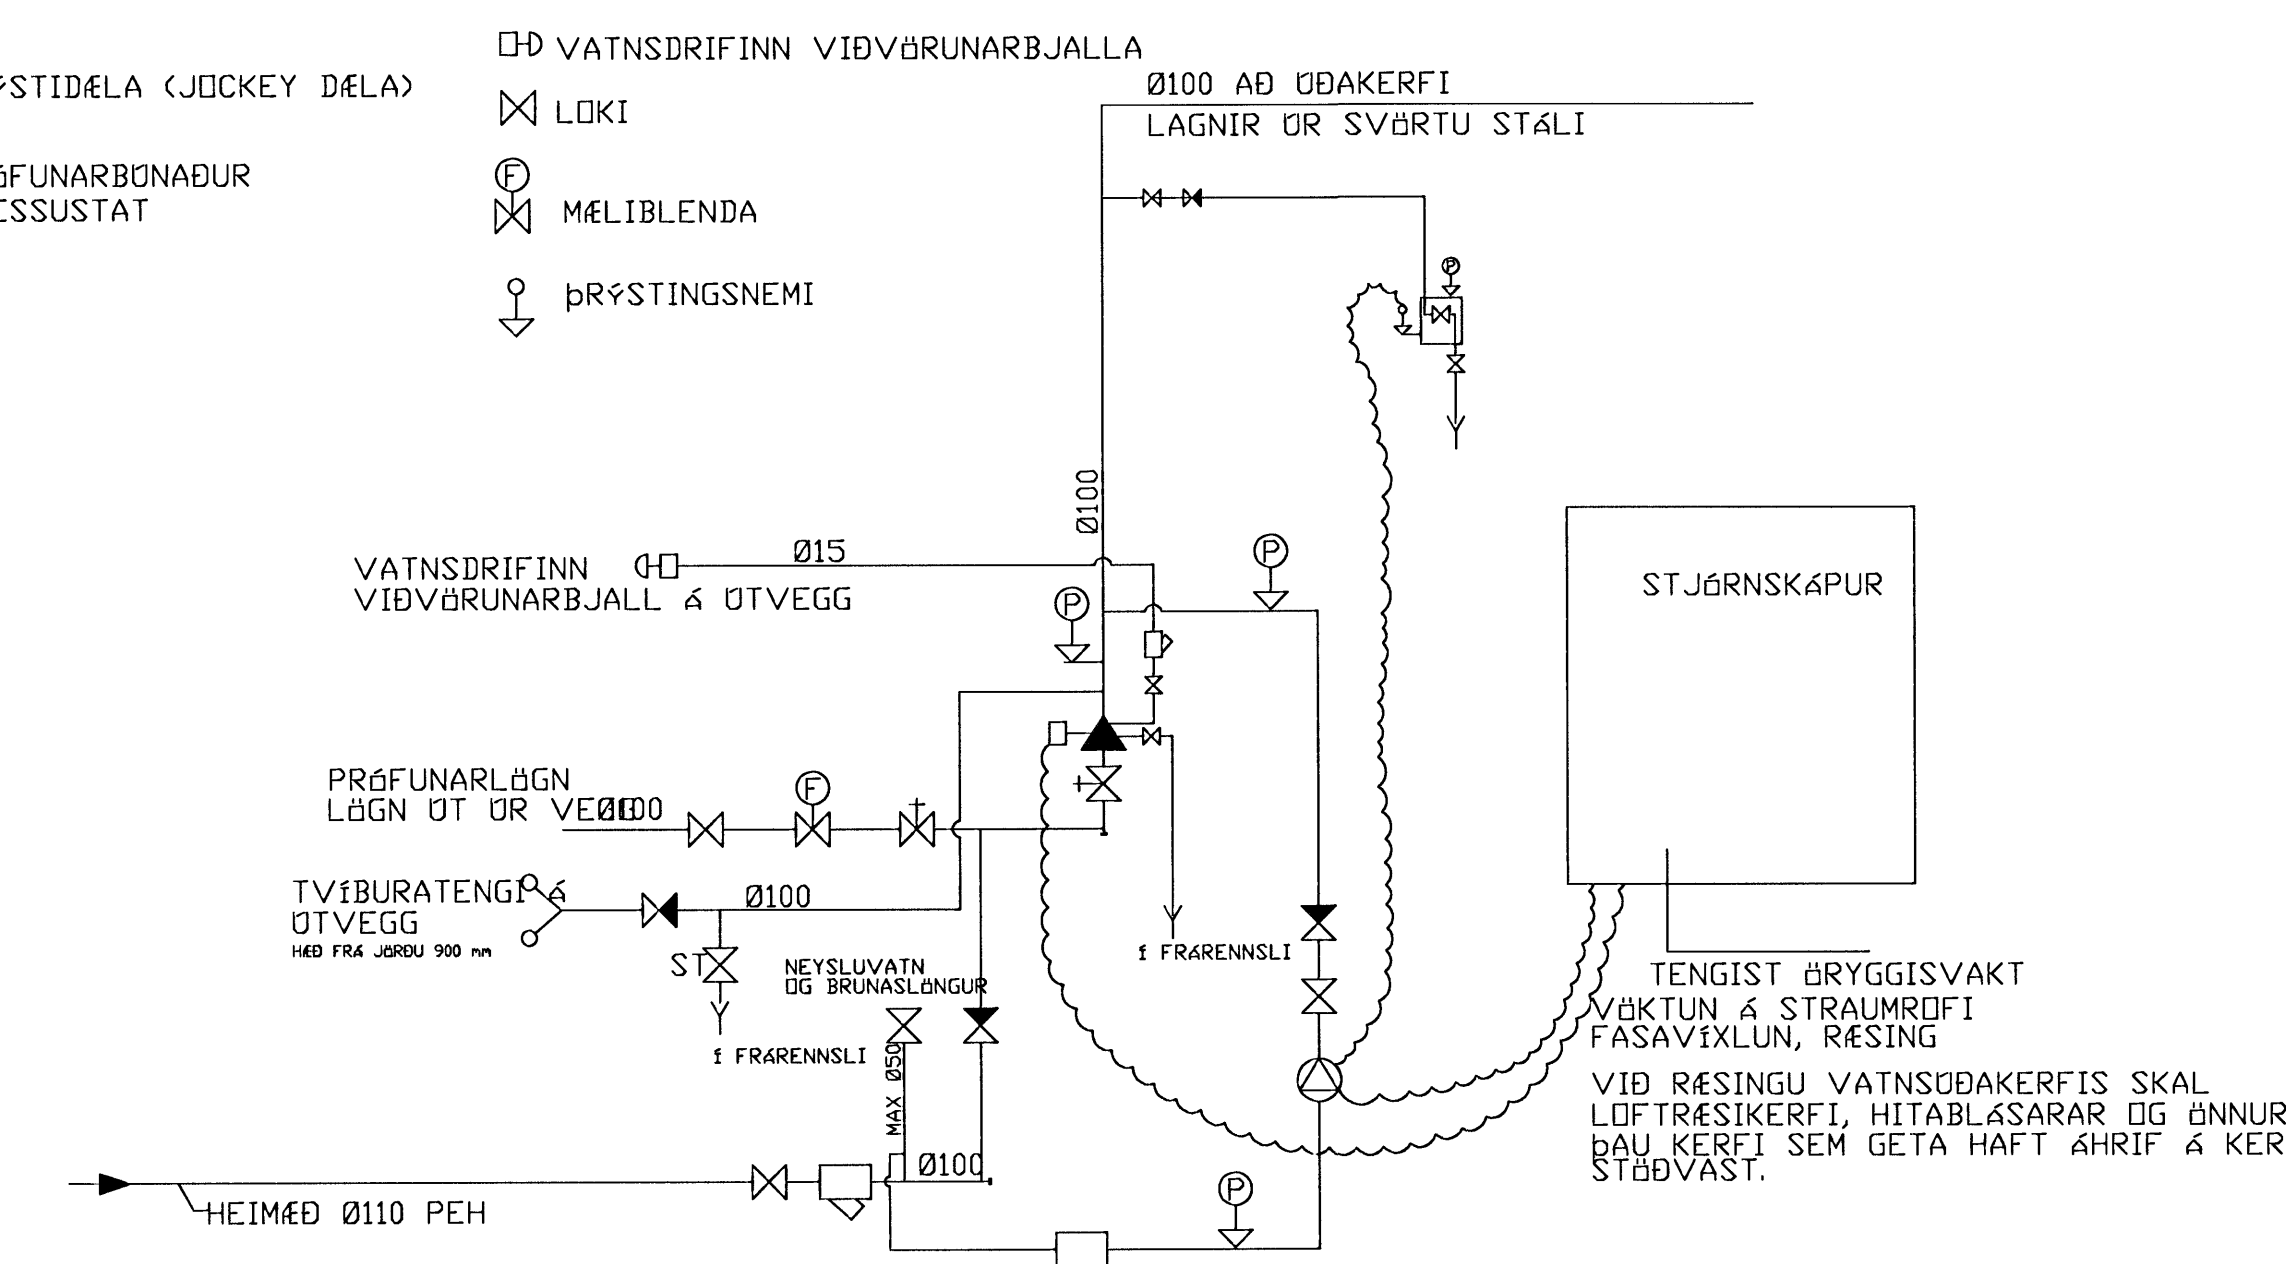 VATNSDRIFINN VIÐVÖRUNARBJALLA
ÝSTIDÆLA (JOCKEY DÆLA)
LOKI
ÓFUNARBÚNAÐUR
ESSUSTAT
F
MÆLIBLENDA
ÞRÝSTINGSNEMI
Ø100 AÐ ÚÐAKERFI
LAGNIR ÚR SVÖRTU STÁLI
P
Ø100
Ø15
VATNSDRIFINN
VIÐVÖRUNARBJALL Á ÚTVEGG
P
P
STJÓRNSKÁPUR
PRÓFUNARLÖGN
LÖGN ÚT ÚR VEGG
Ø100
F
TVÍBURATENGI Á
ÚTVEGG
HÆÐ FRÁ JÖRÐU 900 mm
Ø100
ST
Í FRÁRENNSLI
NEYSLUVATN
OG BRUNASLÖNGUR
MAX Ø50
Í FRÁRENNSLI
Ø100
HEIMÆÐ Ø110 PEH
P
TENGIST ÖRYGGISVAKT
VÖKTUN Á STRAUMROFI
FASAVÍXLUN, RÆSING
VIÐ RÆSINGU VATNSÚÐAKERFIS SKAL
LOFTRÆSIKERFI, HITABLÁSARAR OG ÖNNUR
ÞAU KERFI SEM GETA HAFT ÁHRIF Á KER
STÖÐVAST.